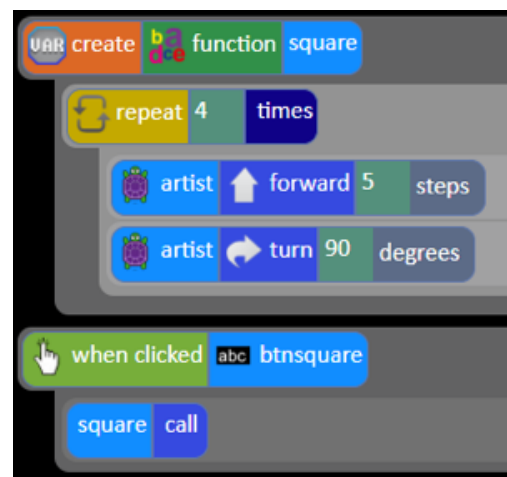 VAR create b a d c e function square
repeat 4 times
artist forward 5 steps
artist turn 90 degrees
when clicked abc btnsquare
square call